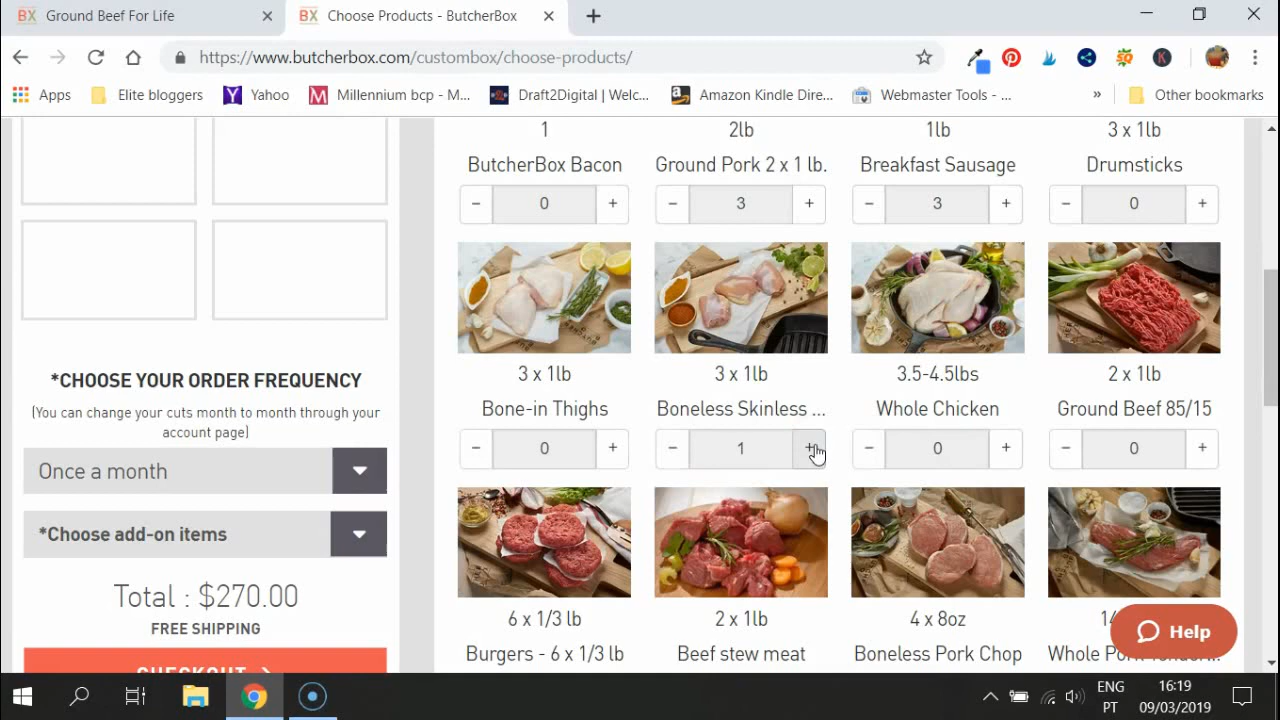 BX Ground Beef For Life
BX Choose Products - ButcherBox
https://www.butcherbox.com/custombox/choose-products/
Apps
Elite bloggers
Yahoo
Millennium bcp - M...
Draft2Digital | Welc...
Amazon Kindle Dire...
Webmaster Tools - ...
»
Other bookmarks
1
2lb
1lb
3 x 1lb
ButcherBox Bacon
Ground Pork 2 x 1 lb.
Breakfast Sausage
Drumsticks
− 0 +
− 3 +
− 3 +
− 0 +
3 x 1lb
3 x 1lb
3.5-4.5lbs
2 x 1lb
Bone-in Thighs
Boneless Skinless ...
Whole Chicken
Ground Beef 85/15
− 0 +
− 1 +
− 0 +
− 0 +
6 x 1/3 lb
2 x 1lb
4 x 8oz
Burgers - 6 x 1/3 lb
Beef stew meat
Boneless Pork Chop
*CHOOSE YOUR ORDER FREQUENCY
(You can change your cuts month to month through your
account page)
Once a month
*Choose add-on items
Total : $270.00
FREE SHIPPING
CHECKOUT >
Help
ENG
PT
16:19
09/03/2019